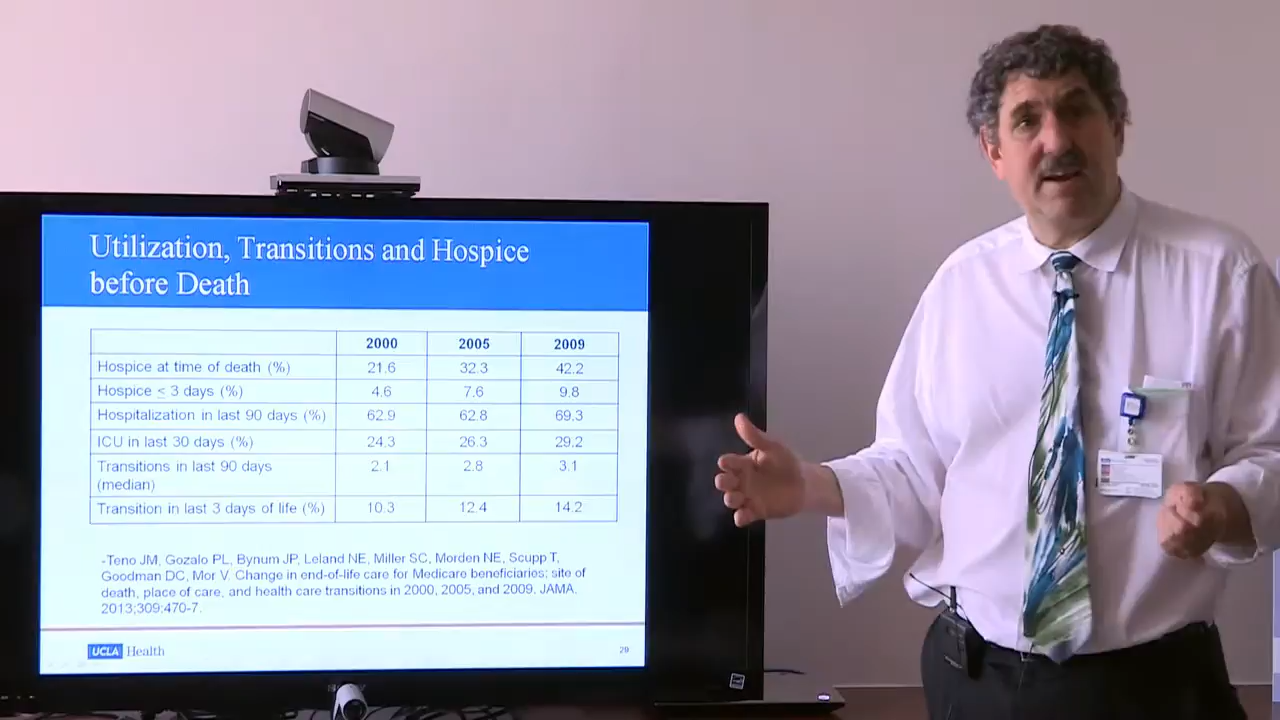 Utilization, Transitions and Hospice
before Death
2000 2005 2009
Hospice at time of death (%) 21.6 32.3 42.2
Hospice ≤ 3 days (%) 4.6 7.6 9.8
Hospitalization in last 90 days (%) 62.9 62.8 69.3
ICU in last 30 days (%) 24.3 26.3 29.2
Transitions in last 90 days
(median) 2.1 2.8 3.1
Transition in last 3 days of life (%) 10.3 12.4 14.2
-Teno JM, Gozalo PL, Bynum JP, Leland NE, Miller SC, Morden NE, Scupp T,
Goodman DC, Mor V. Change in end-of-life care for Medicare beneficiaries; site of
death, place of care, and health care transitions in 2000, 2005, and 2009. JAMA.
2013;309:470-7.
UCLA Health
29